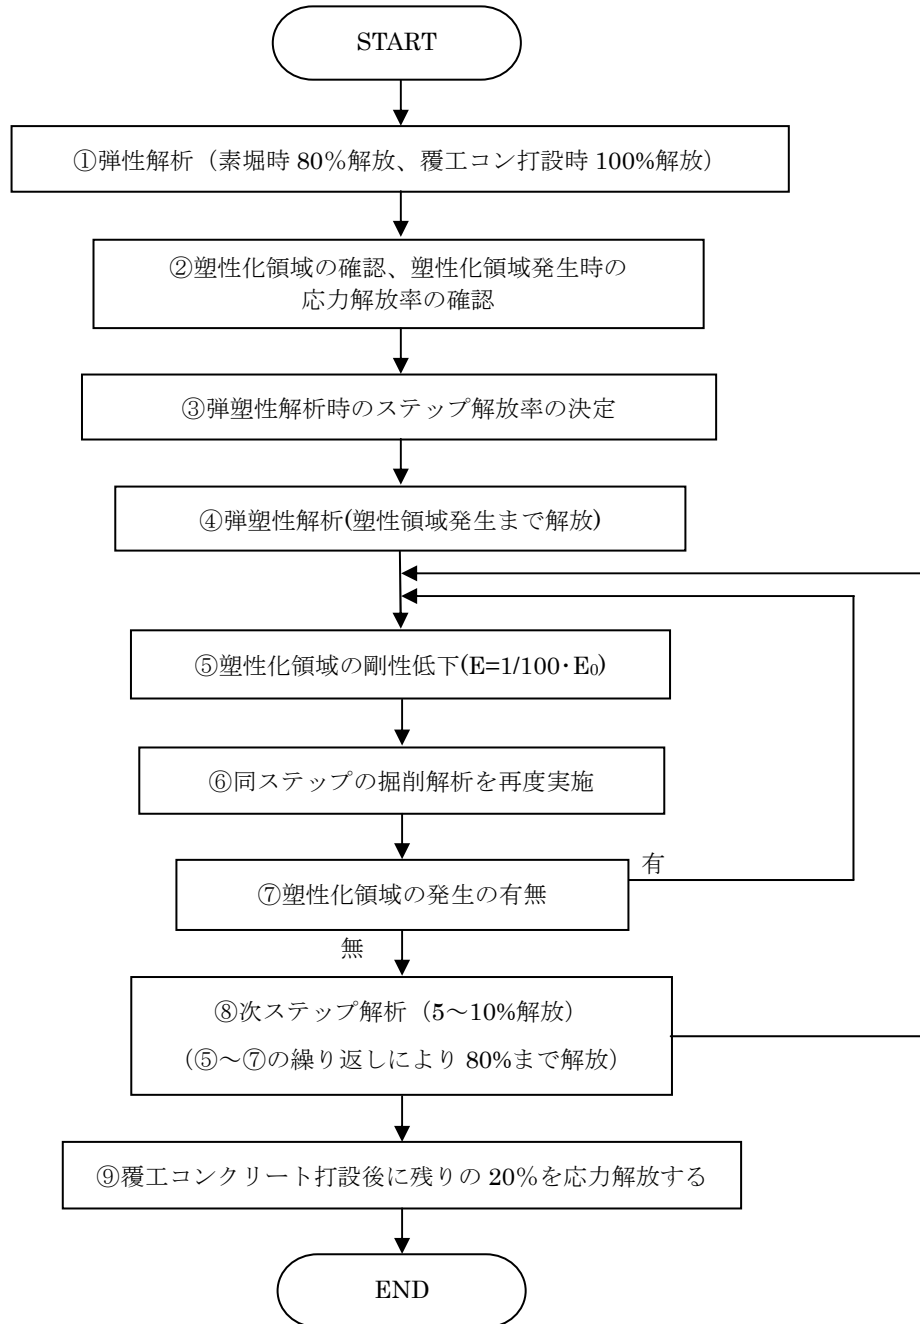 START
①弾性解析（素堀時 80%解放、覆工コン打設時 100%解放）
②塑性化領域の確認、塑性化領域発生時の
応力解放率の確認
③弾塑性解析時のステップ解放率の決定
④弾塑性解析(塑性領域発生まで解放)
⑤塑性化領域の剛性低下(E=1/100･E₀)
⑥同ステップの掘削解析を再度実施
⑦塑性化領域の発生の有無
有
無
⑧次ステップ解析（5～10%解放）
（⑤～⑦の繰り返しにより 80%まで解放）
⑨覆工コンクリート打設後に残りの 20%を応力解放する
END